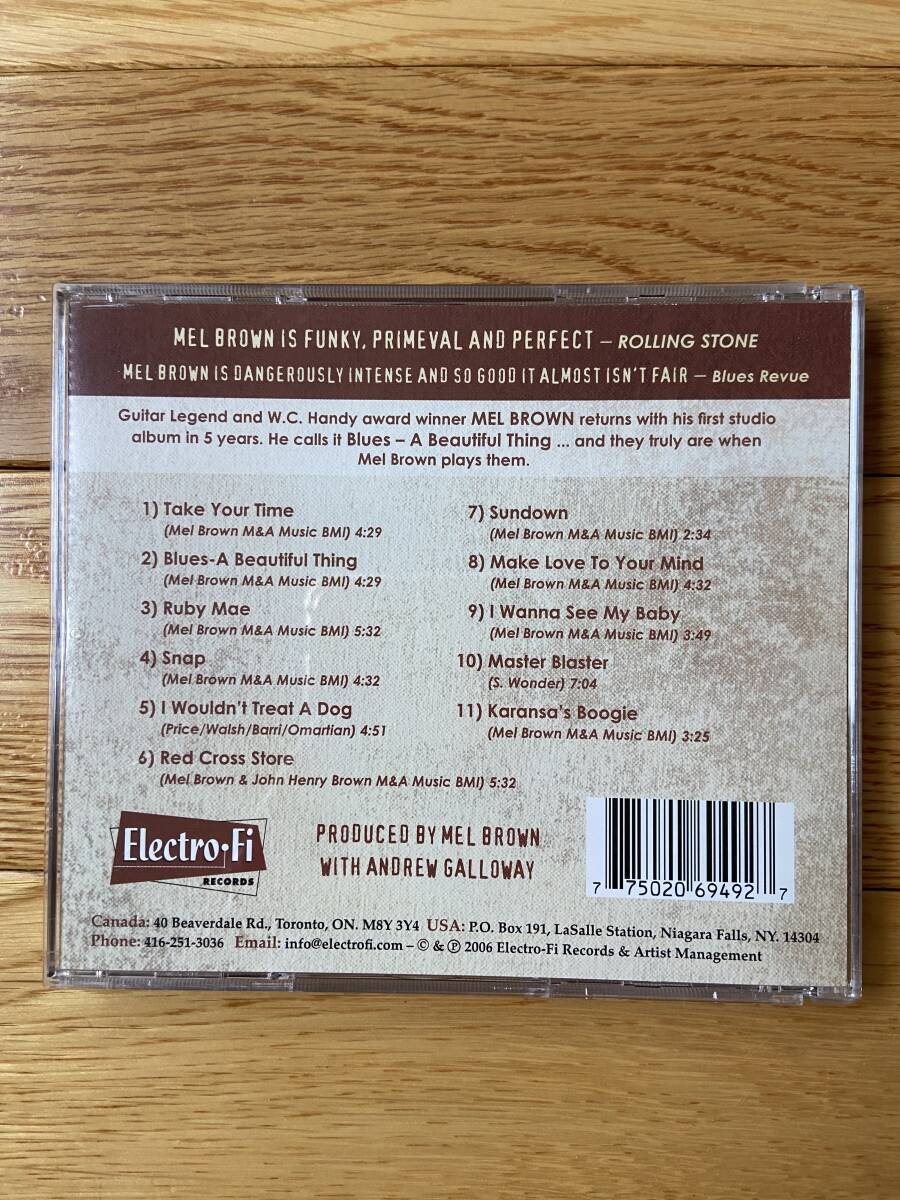 MEL BROWN IS FUNKY, PRIMEVAL AND PERFECT – ROLLING STONE
MEL BROWN IS DANGEROUSLY INTENSE AND SO GOOD IT ALMOST ISN'T FAIR – Blues Revue
Guitar Legend and W.C. Handy award winner MEL BROWN returns with his first studio
album in 5 years. He calls it Blues – A Beautiful Thing ... and they truly are when
Mel Brown plays them.
1) Take Your Time
(Mel Brown M&A Music BMI) 4:29
2) Blues-A Beautiful Thing
(Mel Brown M&A Music BMI) 4:29
3) Ruby Mae
(Mel Brown M&A Music BMI) 5:32
4) Snap
(Mel Brown M&A Music BMI) 4:32
5) I Wouldn't Treat A Dog
(Price/Walsh/Barri/Omartian) 4:51
6) Red Cross Store
(Mel Brown & John Henry Brown M&A Music BMI) 5:32
7) Sundown
(Mel Brown M&A Music BMI) 2:34
8) Make Love To Your Mind
(Mel Brown M&A Music BMI) 4:32
9) I Wanna See My Baby
(Mel Brown M&A Music BMI) 3:49
10) Master Blaster
(S. Wonder) 7:04
11) Karansa's Boogie
(Mel Brown M&A Music BMI) 3:25
Electro•Fi
RECORDS
PRODUCED BY MEL BROWN
WITH ANDREW GALLOWAY
7 75020 69492 7
Canada: 40 Beaverdale Rd., Toronto, ON. M8Y 3Y4 USA: P.O. Box 191, LaSalle Station, Niagara Falls, NY. 14304
Phone: 416-251-3036 Email: info@electrofi.com – © & ℗ 2006 Electro-Fi Records & Artist Management